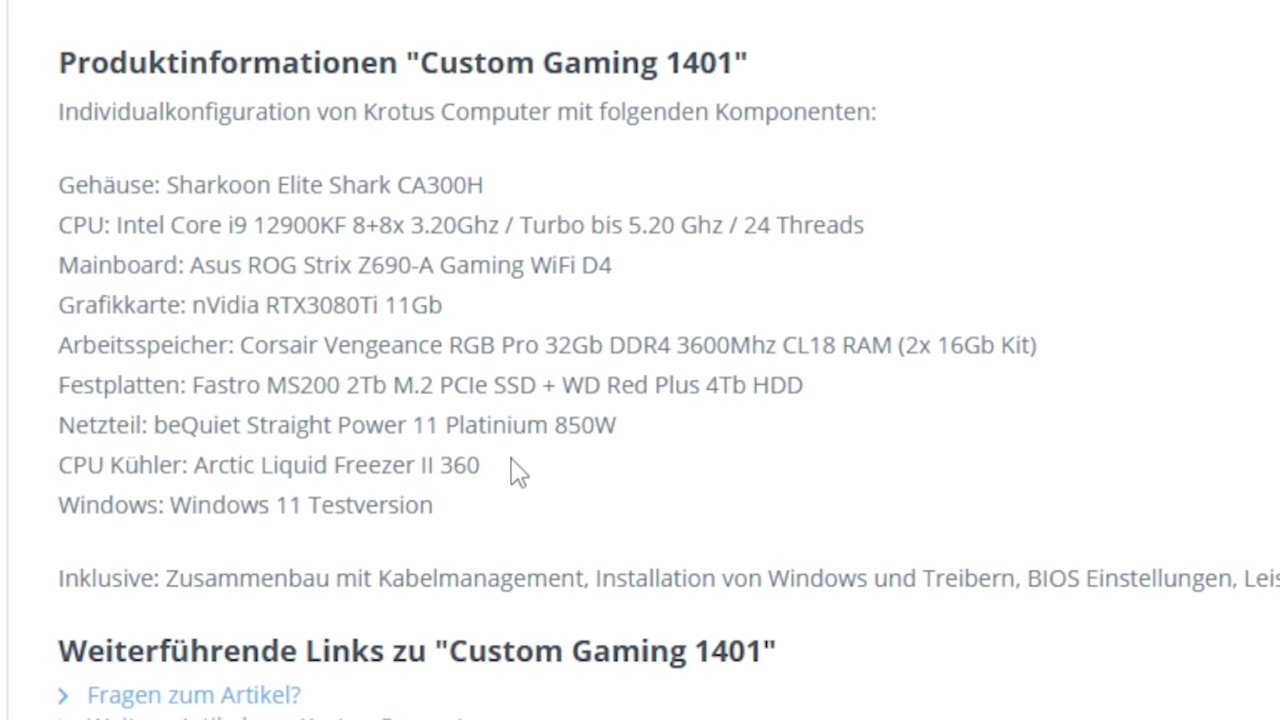 Produktinformationen "Custom Gaming 1401"
Individualkonfiguration von Krotus Computer mit folgenden Komponenten:
Gehäuse: Sharkoon Elite Shark CA300H
CPU: Intel Core i9 12900KF 8+8x 3.20Ghz / Turbo bis 5.20 Ghz / 24 Threads
Mainboard: Asus ROG Strix Z690-A Gaming WiFi D4
Grafikkarte: nVidia RTX3080Ti 11Gb
Arbeitsspeicher: Corsair Vengeance RGB Pro 32Gb DDR4 3600Mhz CL18 RAM (2x 16Gb Kit)
Festplatten: Fastro MS200 2Tb M.2 PCIe SSD + WD Red Plus 4Tb HDD
Netzteil: beQuiet Straight Power 11 Platinium 850W
CPU Kühler: Arctic Liquid Freezer II 360
Windows: Windows 11 Testversion
Inklusive: Zusammenbau mit Kabelmanagement, Installation von Windows und Treibern, BIOS Einstellungen, Leis
Weiterführende Links zu "Custom Gaming 1401"
Fragen zum Artikel?